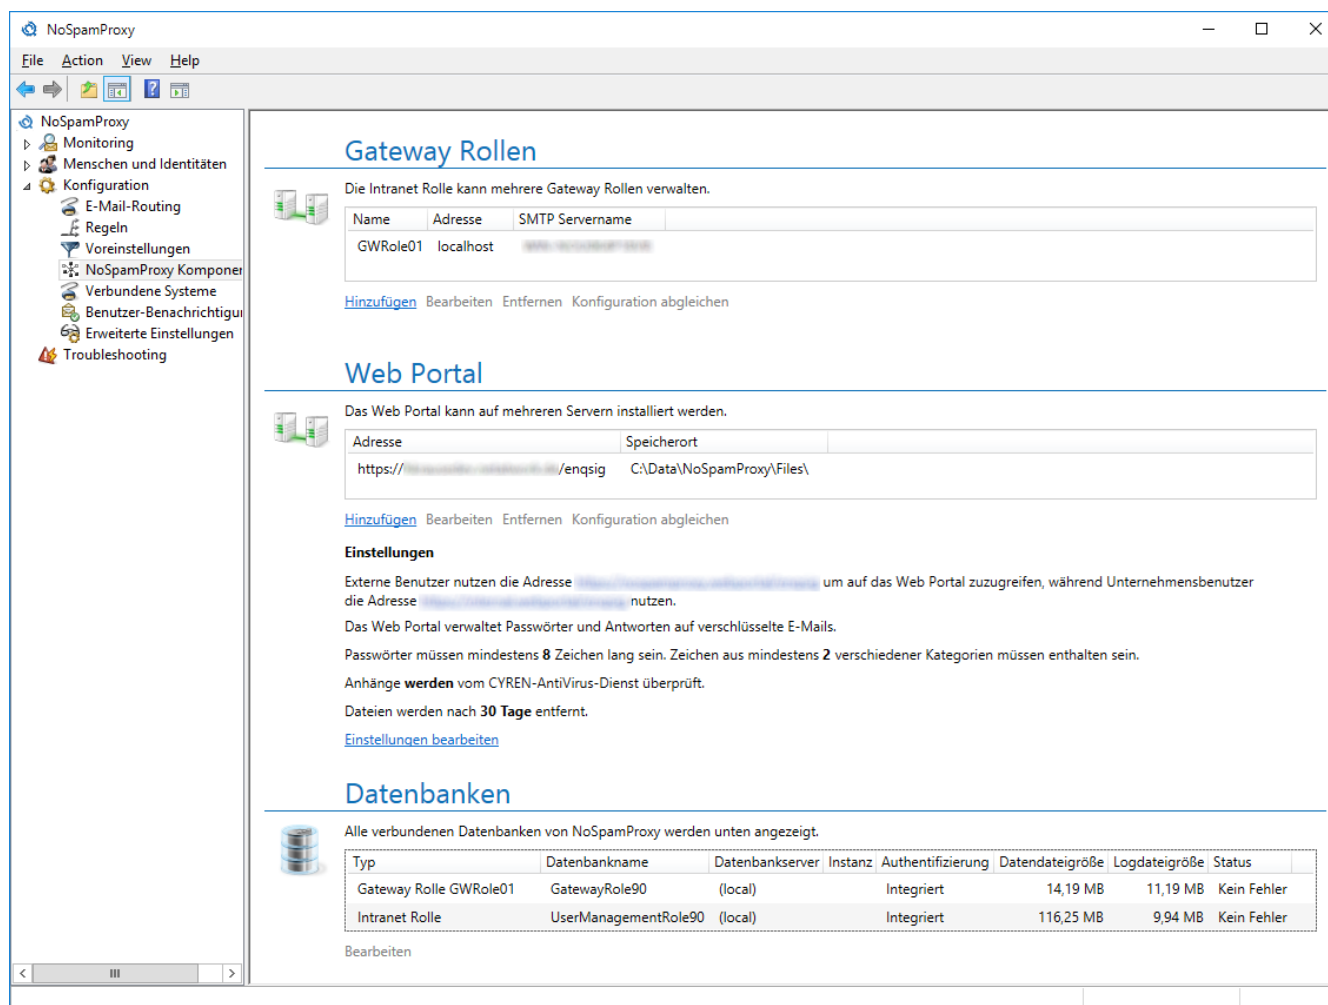 NoSpamProxy
File Action View Help
NoSpamProxy
Monitoring
Menschen und Identitäten
Konfiguration
E-Mail-Routing
Regeln
Voreinstellungen
NoSpamProxy Komponen
Verbundene Systeme
Benutzer-Benachrichtigu
Erweiterte Einstellungen
Troubleshooting
Gateway Rollen
Die Intranet Rolle kann mehrere Gateway Rollen verwalten.
Name Adresse SMTP Servername
GWRole01 localhost
Hinzufügen Bearbeiten Entfernen Konfiguration abgleichen
Web Portal
Das Web Portal kann auf mehreren Servern installiert werden.
Adresse Speicherort
https:// /enqsig C:\Data\NoSpamProxy\Files\
Hinzufügen Bearbeiten Entfernen Konfiguration abgleichen
Einstellungen
Externe Benutzer nutzen die Adresse um auf das Web Portal zuzugreifen, während Unternehmensbenutzer
die Adresse nutzen.
Das Web Portal verwaltet Passwörter und Antworten auf verschlüsselte E-Mails.
Passwörter müssen mindestens 8 Zeichen lang sein. Zeichen aus mindestens 2 verschiedener Kategorien müssen enthalten sein.
Anhänge werden vom CYREN-AntiVirus-Dienst überprüft.
Dateien werden nach 30 Tage entfernt.
Einstellungen bearbeiten
Datenbanken
Alle verbundenen Datenbanken von NoSpamProxy werden unten angezeigt.
Typ Datenbankname Datenbankserver Instanz Authentifizierung Datendateigröße Logdateigröße Status
Gateway Rolle GWRole01 GatewayRole90 (local) Integriert 14,19 MB 11,19 MB Kein Fehler
Intranet Rolle UserManagementRole90 (local) Integriert 116,25 MB 9,94 MB Kein Fehler
Bearbeiten